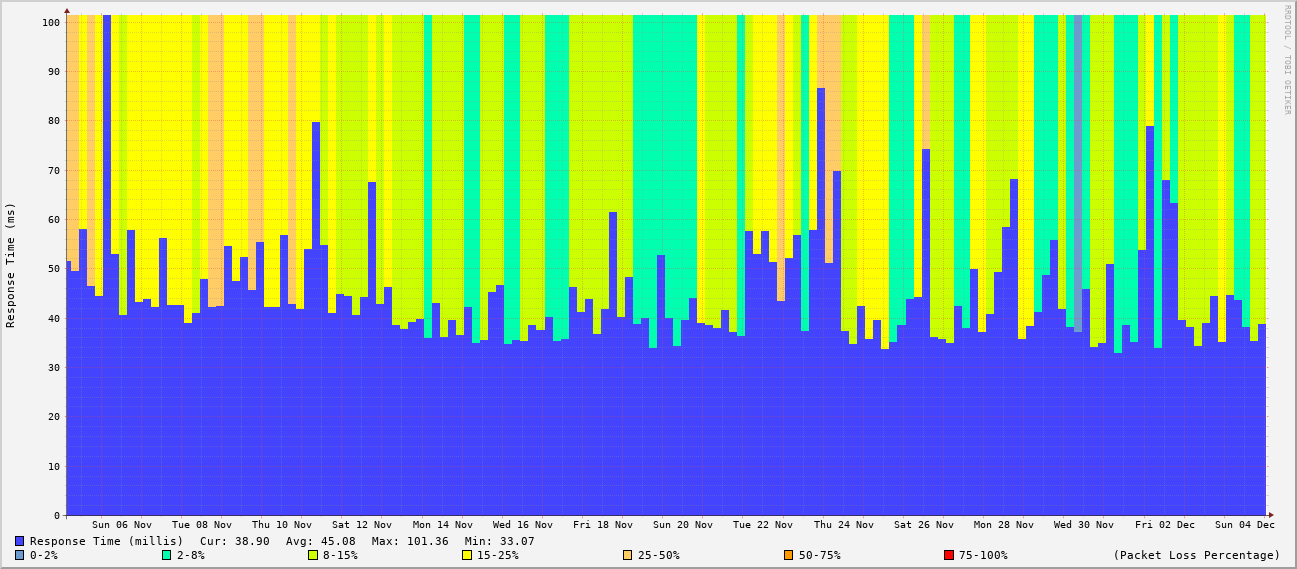 RRDTOOL / TOBI OETIKER
Response Time (ms)
100
90
80
70
60
50
40
30
20
10
0
Sun 06 Nov Tue 08 Nov Thu 10 Nov Sat 12 Nov Mon 14 Nov Wed 16 Nov Fri 18 Nov Sun 20 Nov Tue 22 Nov Thu 24 Nov Sat 26 Nov Mon 28 Nov Wed 30 Nov Fri 02 Dec Sun 04 Dec
Response Time (millis) Cur: 38.90 Avg: 45.08 Max: 101.36 Min: 33.07
0-2% 2-8% 8-15% 15-25% 25-50% 50-75% 75-100% (Packet Loss Percentage)